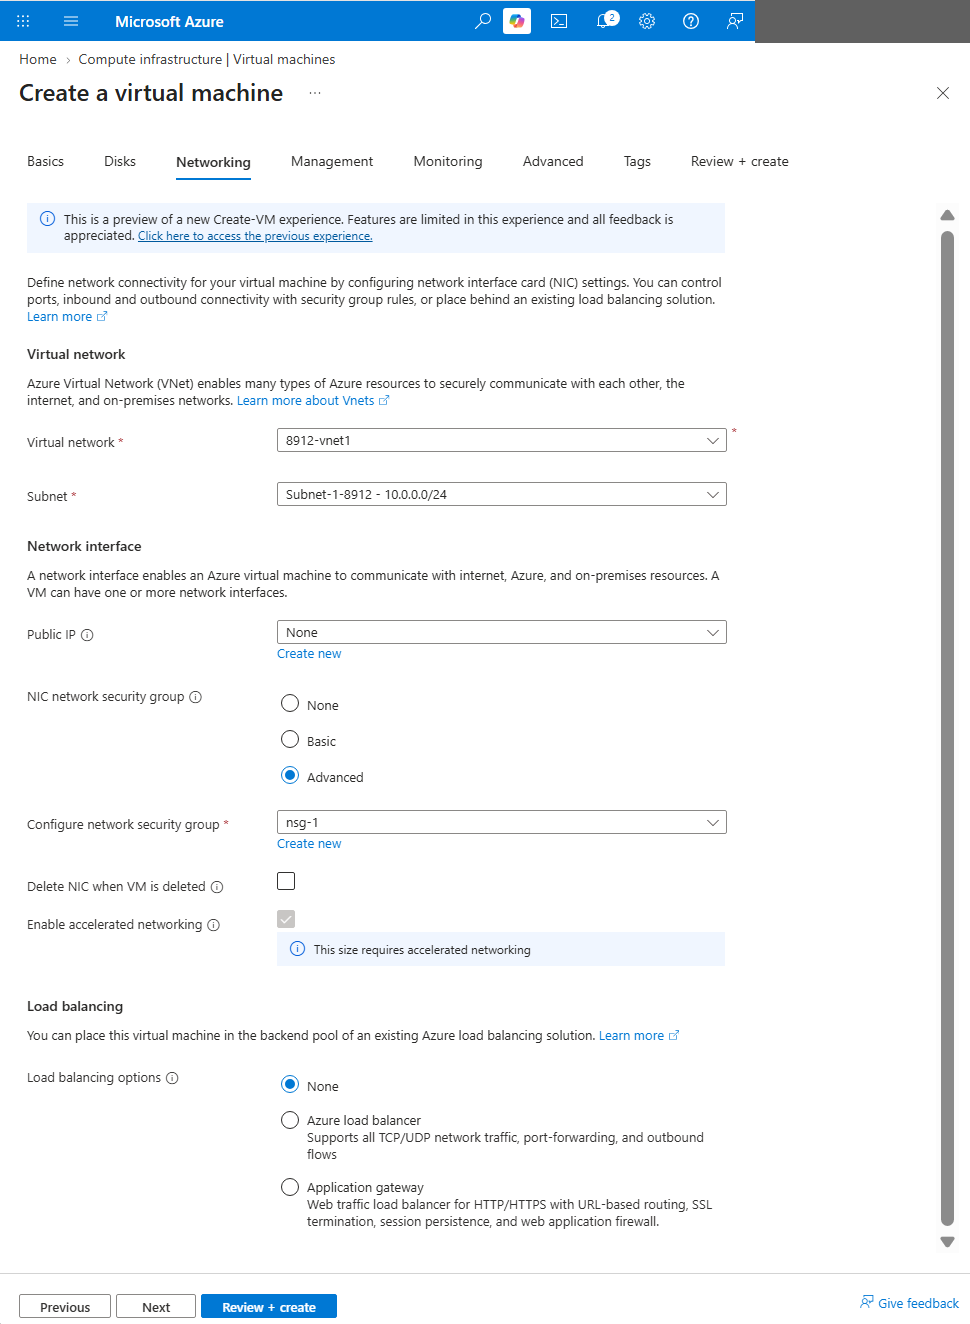 Microsoft Azure
2
Home › Compute infrastructure | Virtual machines
Create a virtual machine ...
Basics Disks Networking Management Monitoring Advanced Tags Review + create
This is a preview of a new Create-VM experience. Features are limited in this experience and all feedback is
appreciated. Click here to access the previous experience.
Define network connectivity for your virtual machine by configuring network interface card (NIC) settings. You can control
ports, inbound and outbound connectivity with security group rules, or place behind an existing load balancing solution.
Learn more
Virtual network
Azure Virtual Network (VNet) enables many types of Azure resources to securely communicate with each other, the
internet, and on-premises networks. Learn more about Vnets
Virtual network * 8912-vnet1 *
Subnet * Subnet-1-8912 - 10.0.0.0/24
Network interface
A network interface enables an Azure virtual machine to communicate with internet, Azure, and on-premises resources. A
VM can have one or more network interfaces.
Public IP None
Create new
NIC network security group
None
Basic
Advanced
Configure network security group * nsg-1
Create new
Delete NIC when VM is deleted
Enable accelerated networking
This size requires accelerated networking
Load balancing
You can place this virtual machine in the backend pool of an existing Azure load balancing solution. Learn more
Load balancing options
None
Azure load balancer
Supports all TCP/UDP network traffic, port-forwarding, and outbound
flows
Application gateway
Web traffic load balancer for HTTP/HTTPS with URL-based routing, SSL
termination, session persistence, and web application firewall.
Previous Next Review + create Give feedback